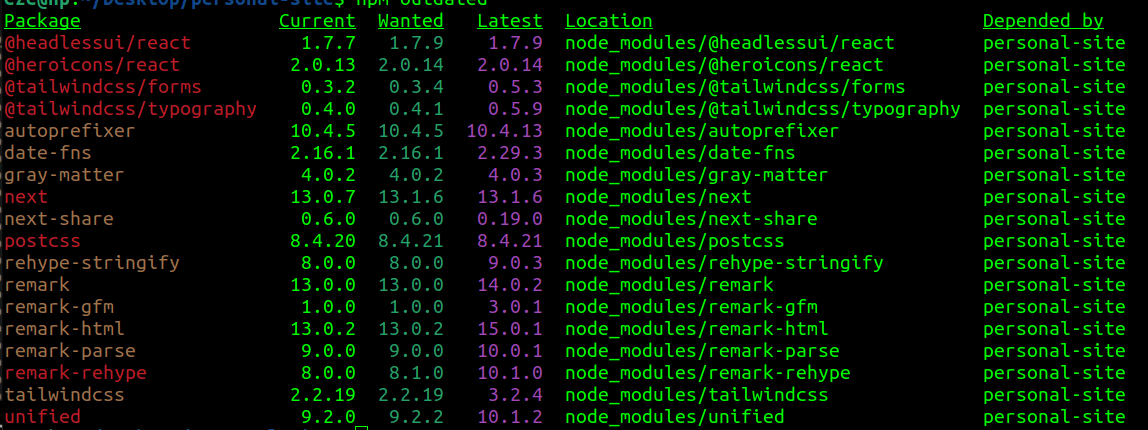 czc@hp:~/Desktop/personal-site$ npm outdated
Package Current Wanted Latest Location Depended by
@headlessui/react 1.7.7 1.7.9 1.7.9 node_modules/@headlessui/react personal-site
@heroicons/react 2.0.13 2.0.14 2.0.14 node_modules/@heroicons/react personal-site
@tailwindcss/forms 0.3.2 0.3.4 0.5.3 node_modules/@tailwindcss/forms personal-site
@tailwindcss/typography 0.4.0 0.4.1 0.5.9 node_modules/@tailwindcss/typography personal-site
autoprefixer 10.4.5 10.4.5 10.4.13 node_modules/autoprefixer personal-site
date-fns 2.16.1 2.16.1 2.29.3 node_modules/date-fns personal-site
gray-matter 4.0.2 4.0.2 4.0.3 node_modules/gray-matter personal-site
next 13.0.7 13.1.6 13.1.6 node_modules/next personal-site
next-share 0.6.0 0.6.0 0.19.0 node_modules/next-share personal-site
postcss 8.4.20 8.4.21 8.4.21 node_modules/postcss personal-site
rehype-stringify 8.0.0 8.0.0 9.0.3 node_modules/rehype-stringify personal-site
remark 13.0.0 13.0.0 14.0.2 node_modules/remark personal-site
remark-gfm 1.0.0 1.0.0 3.0.1 node_modules/remark-gfm personal-site
remark-html 13.0.2 13.0.2 15.0.1 node_modules/remark-html personal-site
remark-parse 9.0.0 9.0.0 10.0.1 node_modules/remark-parse personal-site
remark-rehype 8.0.0 8.1.0 10.1.0 node_modules/remark-rehype personal-site
tailwindcss 2.2.19 2.2.19 3.2.4 node_modules/tailwindcss personal-site
unified 9.2.0 9.2.2 10.1.2 node_modules/unified personal-site